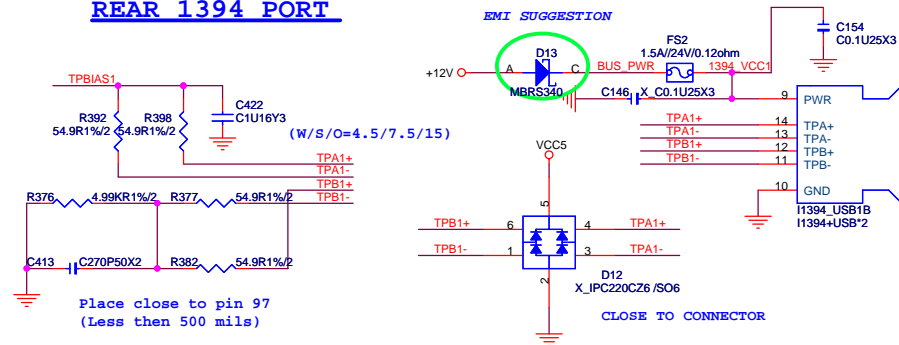 REAR 1394 PORT
EMI SUGGESTION
C154
C0.1U25X3
D13
FS2
1.5A//24V/0.12ohm
+12V
A
C
BUS_PWR
1394_VCC1
MBRS340
C146
X_C0.1U25X3
TPBIAS1
R392
54.9R1%/2
R398
54.9R1%/2
C422
C1U16Y3
(W/S/O=4.5/7.5/15)
TPA1+
TPA1-
TPB1+
TPB1-
R376
4.99KR1%/2
R377
54.9R1%/2
C413
C270P50X2
R382
54.9R1%/2
Place close to pin 97
(Less then 500 mils)
VCC5
5
TPB1+
6
4
TPA1+
TPB1-
1
3
TPA1-
2
D12
X_IPC220CZ6 /SO6
CLOSE TO CONNECTOR
9
PWR
TPA1+
14
TPA+
TPA1-
13
TPA-
TPB1+
12
TPB+
TPB1-
11
TPB-
10
GND
I1394_USB1B
I1394+USB*2